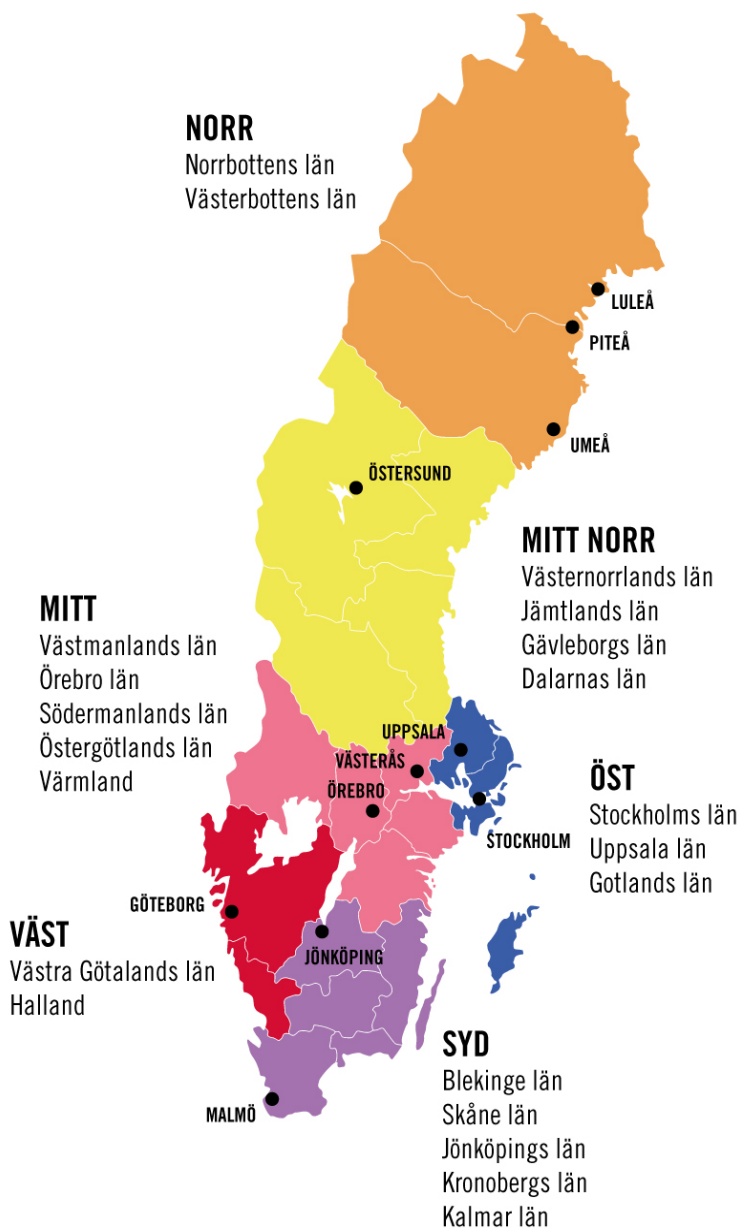 NORR
Norrbottens län
Västerbottens län
LULEÅ
PITEÅ
UMEÅ
ÖSTERSUND
MITT NORR
Västernorrlands län
Jämtlands län
Gävleborgs län
Dalarnas län
MITT
Västmanlands län
Örebro län
Södermanlands län
Östergötlands län
Värmland
UPPSALA
VÄSTERÅS
ÖREBRO
STOCKHOLM
ÖST
Stockholms län
Uppsala län
Gotlands län
GÖTEBORG
VÄST
Västra Götalands län
Halland
JÖNKÖPING
MALMÖ
SYD
Blekinge län
Skåne län
Jönköpings län
Kronobergs län
Kalmar län